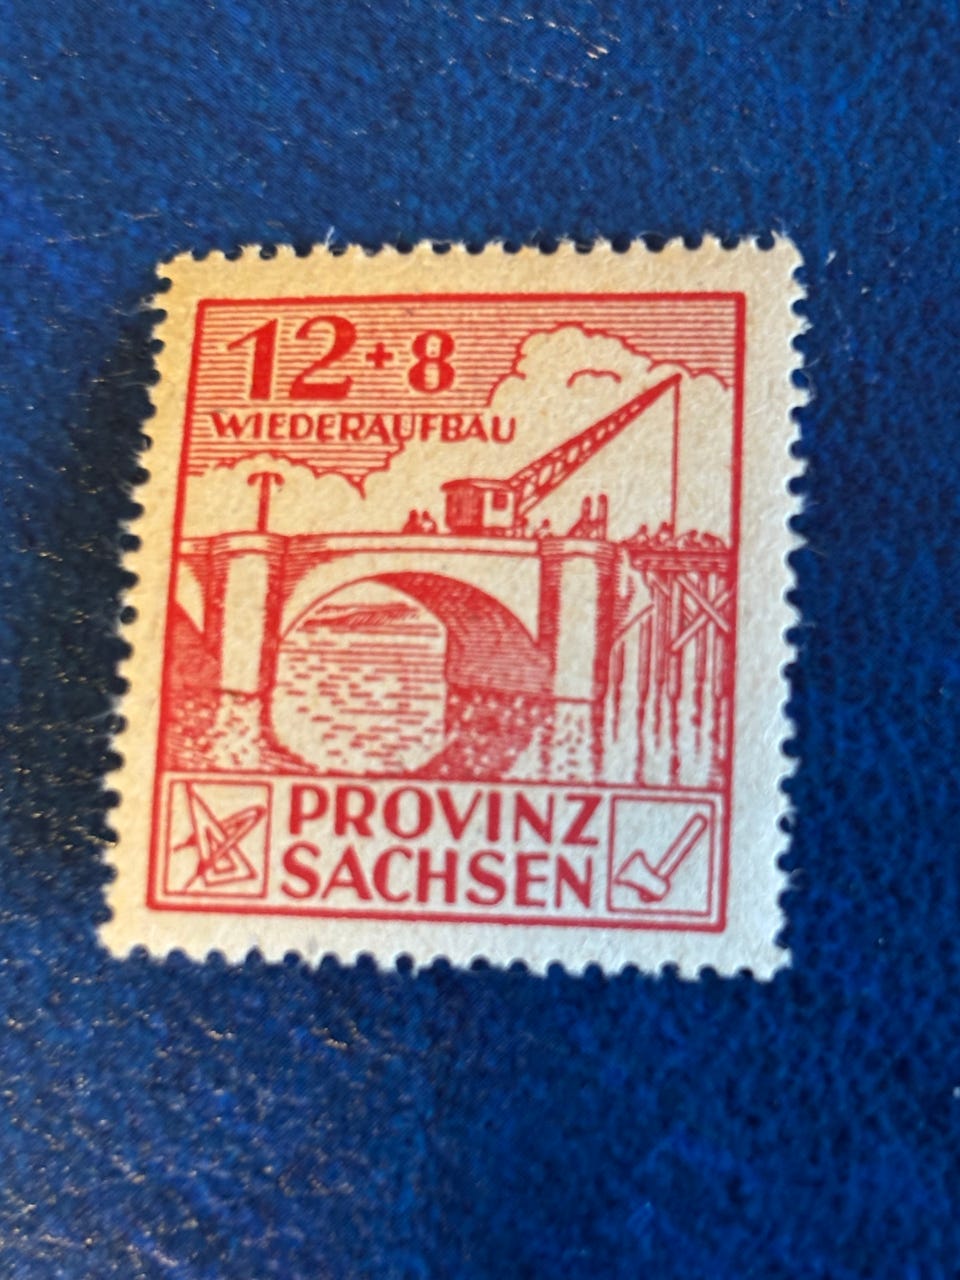 12+8
WIEDERAUFBAU
PROVINZ
SACHSEN